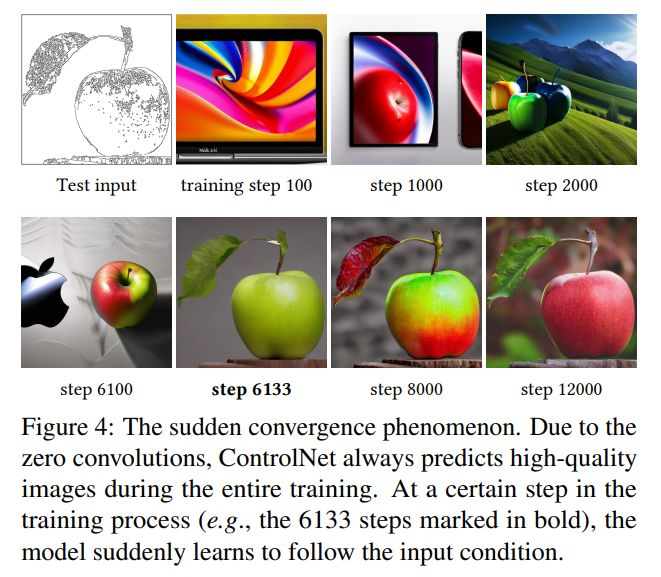 Test input
training step 100
step 1000
step 2000
step 6100
step 6133
step 8000
step 12000
Figure 4: The sudden convergence phenomenon. Due to the
zero convolutions, ControlNet always predicts high-quality
images during the entire training. At a certain step in the
training process (e.g., the 6133 steps marked in bold), the
model suddenly learns to follow the input condition.